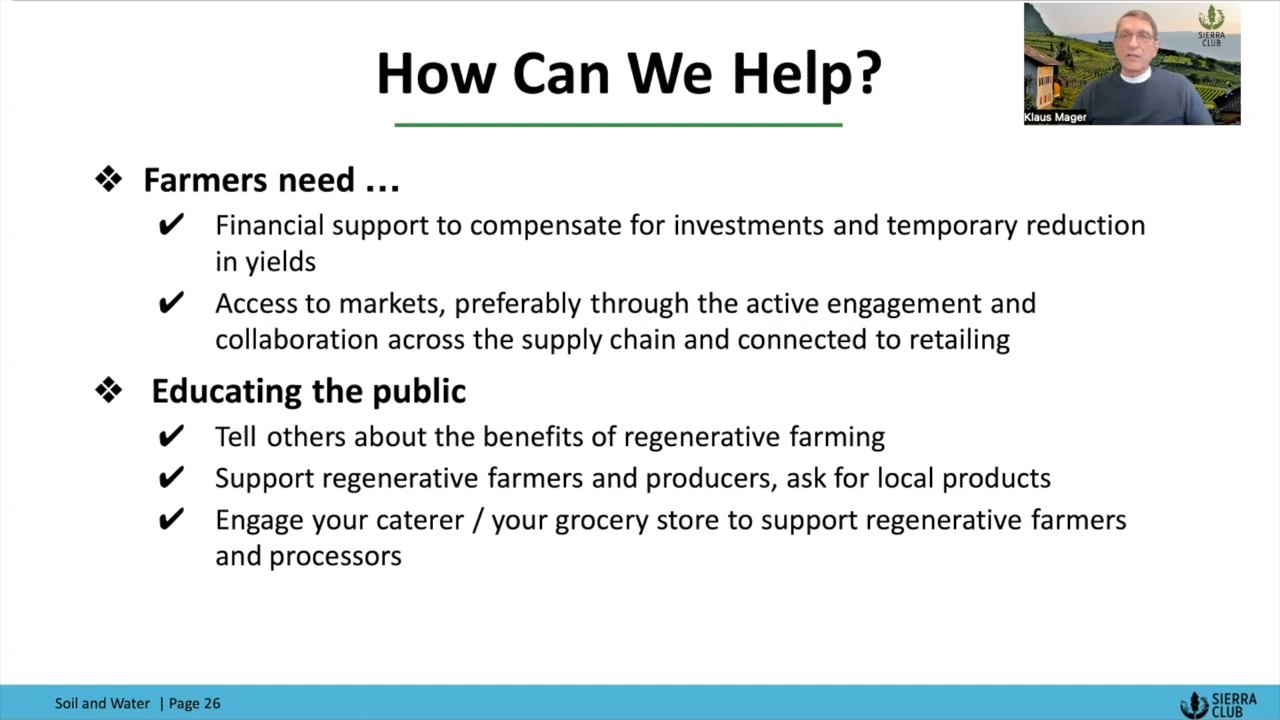 How Can We Help?
SIERRA
CLUB
Klaus Mager
❖ Farmers need ...
✔ Financial support to compensate for investments and temporary reduction
in yields
✔ Access to markets, preferably through the active engagement and
collaboration across the supply chain and connected to retailing
❖ Educating the public
✔ Tell others about the benefits of regenerative farming
✔ Support regenerative farmers and producers, ask for local products
✔ Engage your caterer / your grocery store to support regenerative farmers
and processors
Soil and Water | Page 26
SIERRA
CLUB